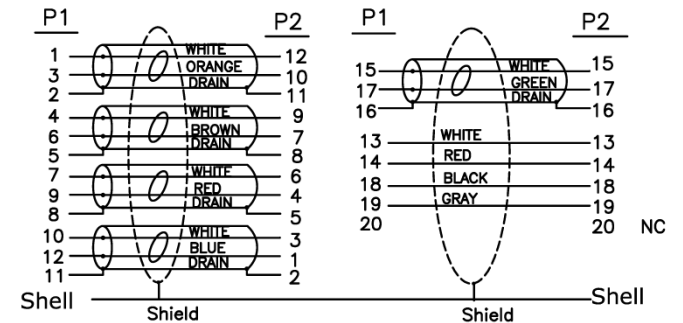 P1 P2
1 WHITE 12
3 ORANGE 10
2 DRAIN 11
4 WHITE 9
6 BROWN 7
5 DRAIN 8
7 WHITE 6
9 RED 4
8 DRAIN 5
10 WHITE 3
12 BLUE 1
11 DRAIN 2
Shell
Shield
P1 P2
15 WHITE 15
17 GREEN 17
16 DRAIN 16
13 WHITE 13
14 RED 14
18 BLACK 18
19 GRAY 19
20 20 NC
Shell
Shield